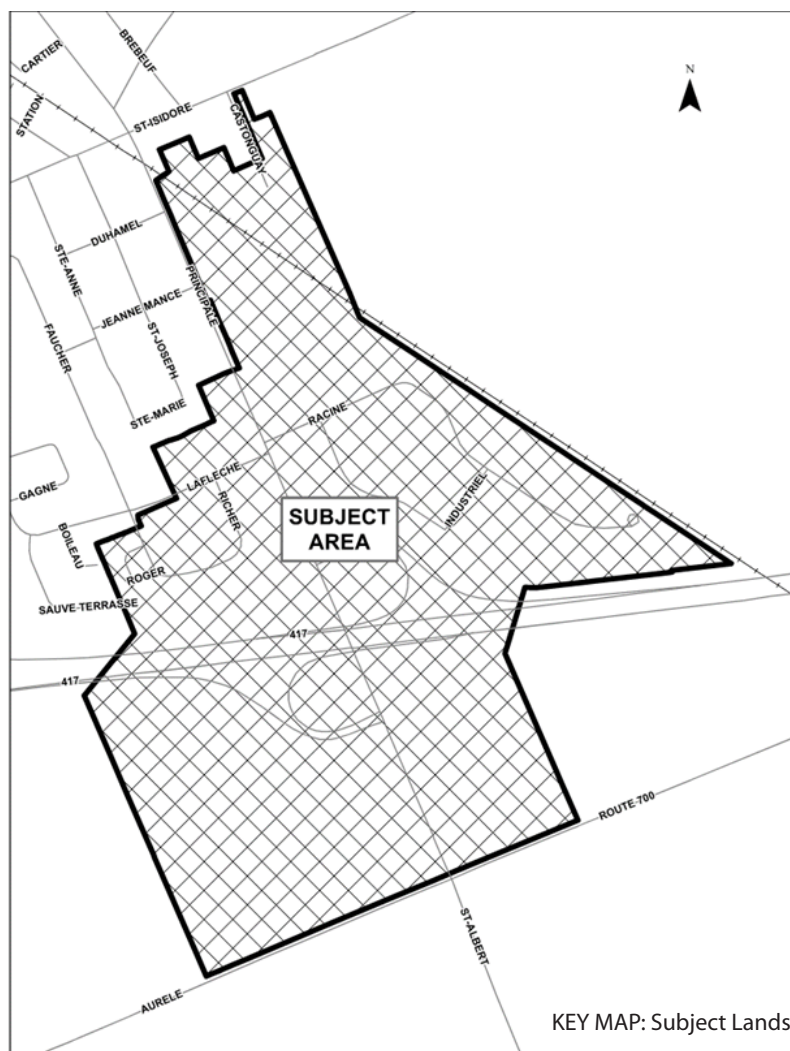 CARTIER
BREBEUF
N
STATION
ST-ISIDORE
CASTONGUAY
DUHAMEL
STE-ANNE
PRINCIPALE
JEANNE MANCE
FAUCHER
ST-JOSEPH
STE-MARIE
RACINE
LAFLECHE
GAGNE
RICHER
INDUSTRIEL
SUBJECT
AREA
BOILEAU
ROGER
SAUVE TERRASSE
417
417
ROUTE 700
ST-ALBERT
AURELE
KEY MAP: Subject Lands